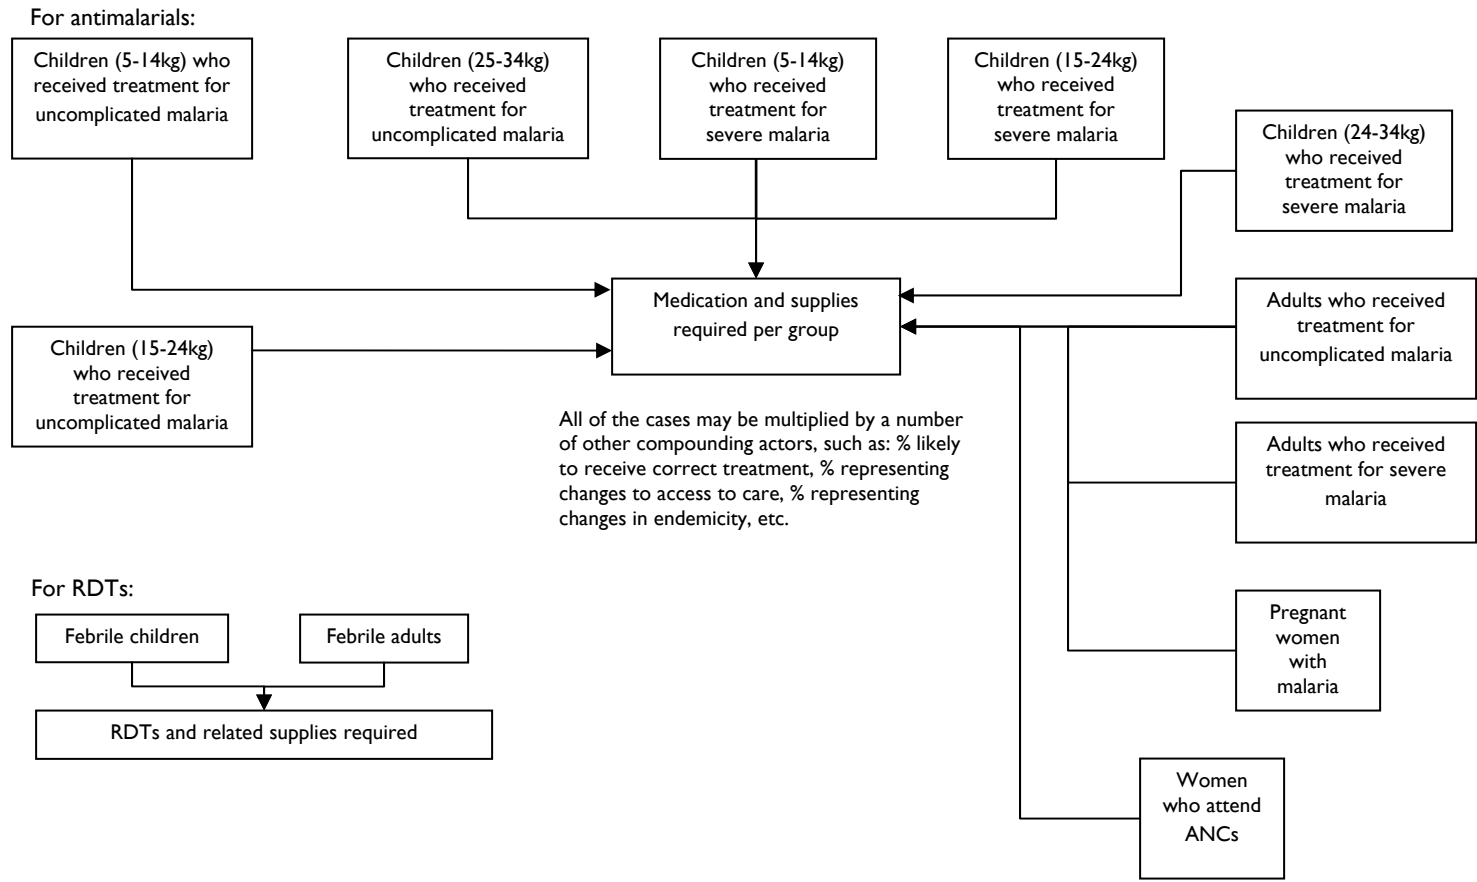 For antimalarials:
Children (5-14kg) who
received treatment for
uncomplicated malaria
Children (25-34kg)
who received
treatment for
uncomplicated malaria
Children (5-14kg)
who received
treatment for
severe malaria
Children (15-24kg)
who received
treatment for
severe malaria
Children (24-34kg)
who received
treatment for
severe malaria
Medication and supplies
required per group
Adults who received
treatment for
uncomplicated malaria
Children (15-24kg)
who received
treatment for
uncomplicated malaria
All of the cases may be multiplied by a number
of other compounding actors, such as: % likely
to receive correct treatment, % representing
changes to access to care, % representing
changes in endemicity, etc.
Adults who received
treatment for severe
malaria
For RDTs:
Febrile children
Febrile adults
RDTs and related supplies required
Pregnant
women
with
malaria
Women
who attend
ANCs